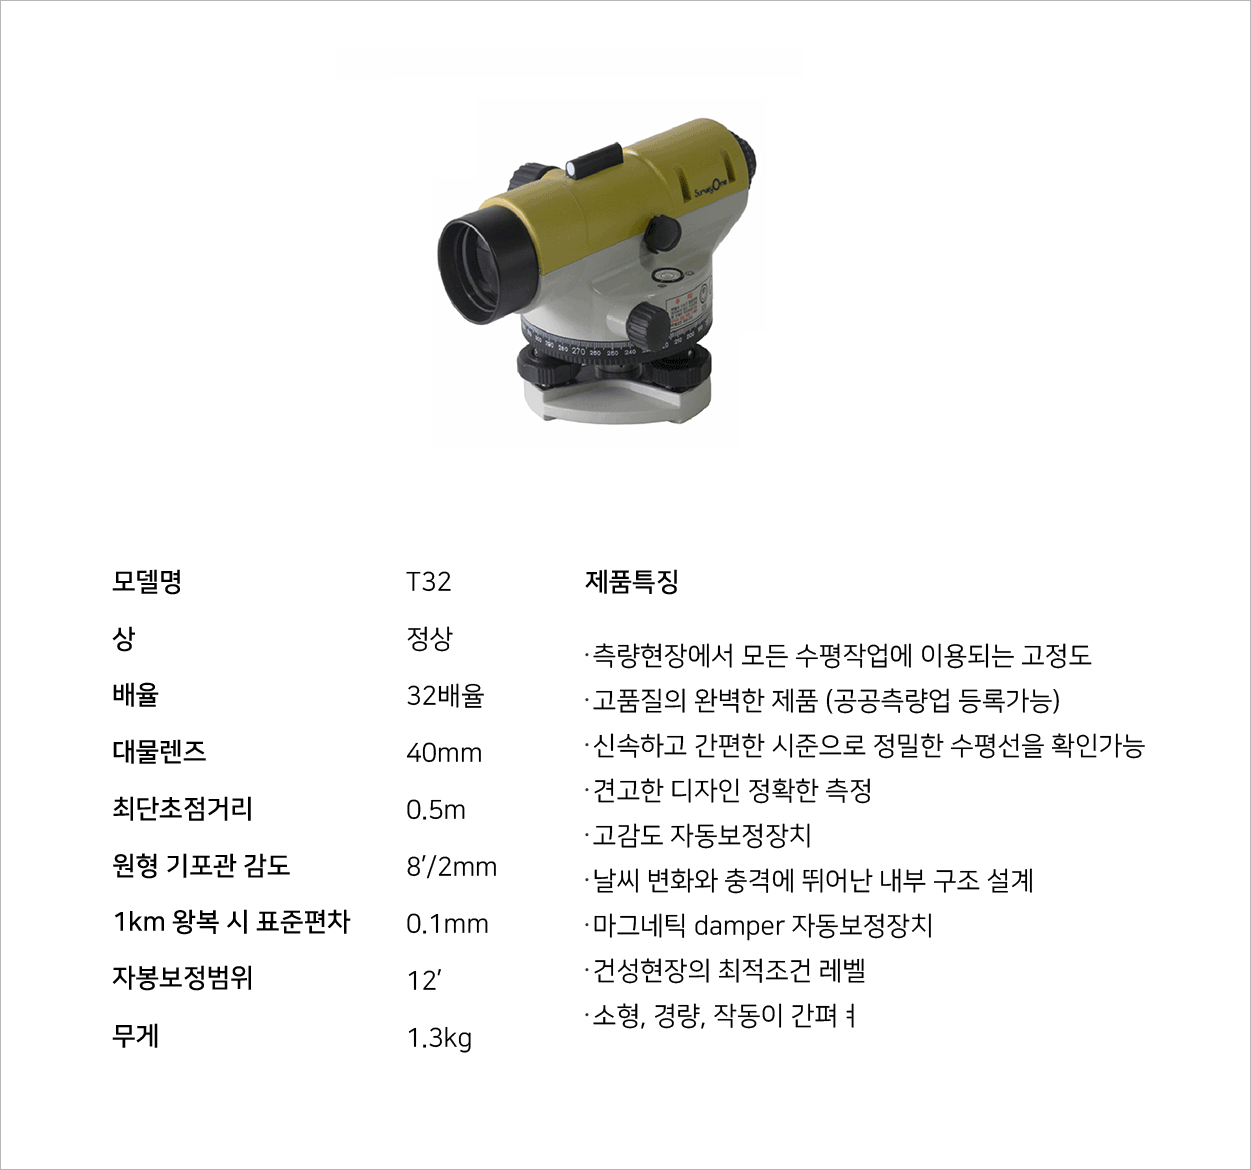 SurveyOne
270 260
모델명 T32
상 정상
배율 32배율
대물렌즈 40mm
최단초점거리 0.5m
원형 기포관 감도 8′/2mm
1km 왕복 시 표준편차 0.1mm
자봉보정범위 12′
무게 1.3kg
제품특징
·측량현장에서 모든 수평작업에 이용되는 고정도
·고품질의 완벽한 제품 (공공측량업 등록가능)
·신속하고 간편한 시준으로 정밀한 수평선을 확인가능
·견고한 디자인 정확한 측정
·고감도 자동보정장치
·날씨 변화와 충격에 뛰어난 내부 구조 설계
·마그네틱 damper 자동보정장치
·건성현장의 최적조건 레벨
·소형, 경량, 작동이 간펴ㅕ